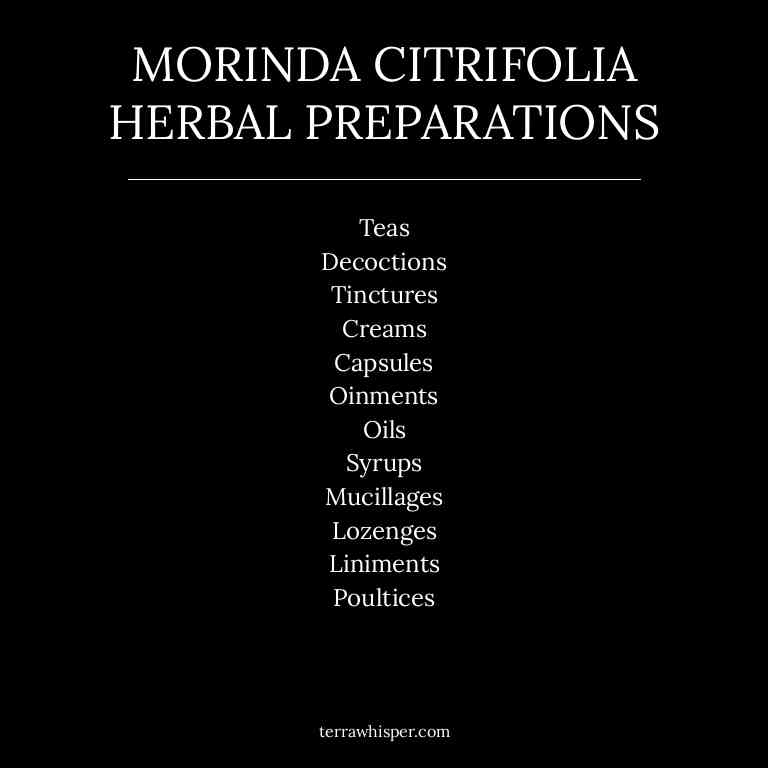 MORINDA CITRIFOLIA
HERBAL PREPARATIONS
Teas
Decoctions
Tinctures
Creams
Capsules
Oinments
Oils
Syrups
Mucillages
Lozenges
Liniments
Poultices
terrawhisper.com